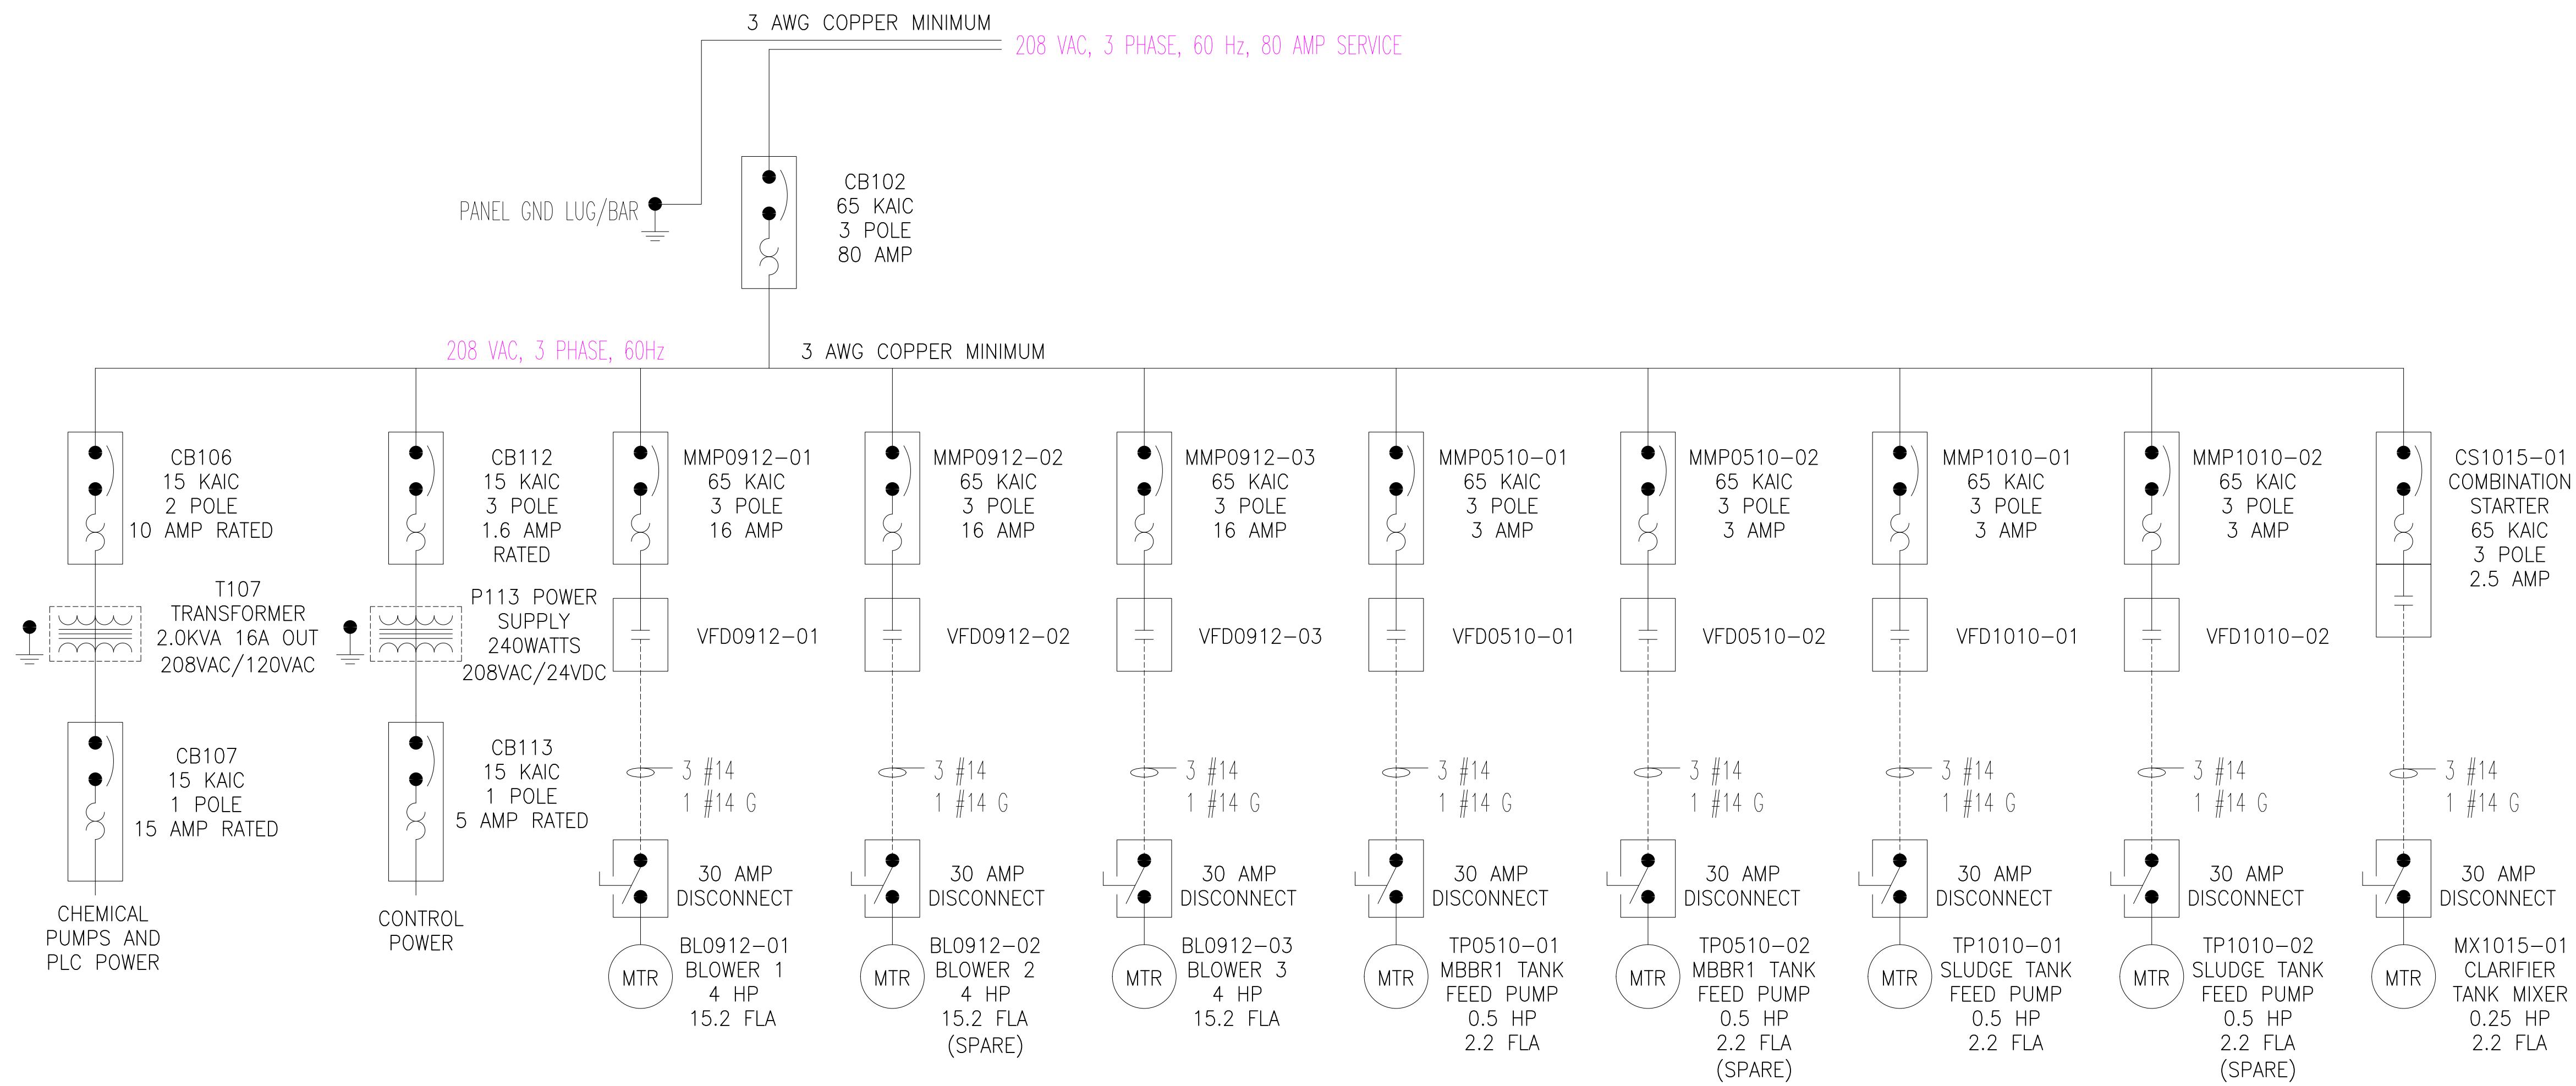 3 AWG COPPER MINIMUM
208 VAC, 3 PHASE, 60 Hz, 80 AMP SERVICE
PANEL GND LUG/BAR
CB102
65 KAIC
3 POLE
80 AMP
208 VAC, 3 PHASE, 60Hz
3 AWG COPPER MINIMUM
CB106
15 KAIC
2 POLE
10 AMP RATED
T107
TRANSFORMER
2.0KVA 16A OUT
208VAC/120VAC
CB107
15 KAIC
1 POLE
15 AMP RATED
CHEMICAL
PUMPS AND
PLC POWER
CB112
15 KAIC
3 POLE
1.6 AMP
RATED
P113 POWER
SUPPLY
240WATTS
208VAC/24VDC
CB113
15 KAIC
1 POLE
5 AMP RATED
CONTROL
POWER
MMP0912-01
65 KAIC
3 POLE
16 AMP
VFD0912-01
3 #14
1 #14 G
30 AMP
DISCONNECT
MTR
BL0912-01
BLOWER 1
4 HP
15.2 FLA
MMP0912-02
65 KAIC
3 POLE
16 AMP
VFD0912-02
3 #14
1 #14 G
30 AMP
DISCONNECT
MTR
BL0912-02
BLOWER 2
4 HP
15.2 FLA
(SPARE)
MMP0912-03
65 KAIC
3 POLE
16 AMP
VFD0912-03
3 #14
1 #14 G
30 AMP
DISCONNECT
MTR
BL0912-03
BLOWER 3
4 HP
15.2 FLA
MMP0510-01
65 KAIC
3 POLE
3 AMP
VFD0510-01
3 #14
1 #14 G
30 AMP
DISCONNECT
MTR
TP0510-01
MBBR1 TANK
FEED PUMP
0.5 HP
2.2 FLA
MMP0510-02
65 KAIC
3 POLE
3 AMP
VFD0510-02
3 #14
1 #14 G
30 AMP
DISCONNECT
MTR
TP0510-02
MBBR1 TANK
FEED PUMP
0.5 HP
2.2 FLA
(SPARE)
MMP1010-01
65 KAIC
3 POLE
3 AMP
VFD1010-01
3 #14
1 #14 G
30 AMP
DISCONNECT
MTR
TP1010-01
SLUDGE TANK
FEED PUMP
0.5 HP
2.2 FLA
MMP1010-02
65 KAIC
3 POLE
3 AMP
VFD1010-02
3 #14
1 #14 G
30 AMP
DISCONNECT
MTR
TP1010-02
SLUDGE TANK
FEED PUMP
0.5 HP
2.2 FLA
(SPARE)
CS1015-01
COMBINATION
STARTER
65 KAIC
3 POLE
2.5 AMP
3 #14
1 #14 G
30 AMP
DISCONNECT
MTR
MX1015-01
CLARIFIER
TANK MIXER
0.25 HP
2.2 FLA